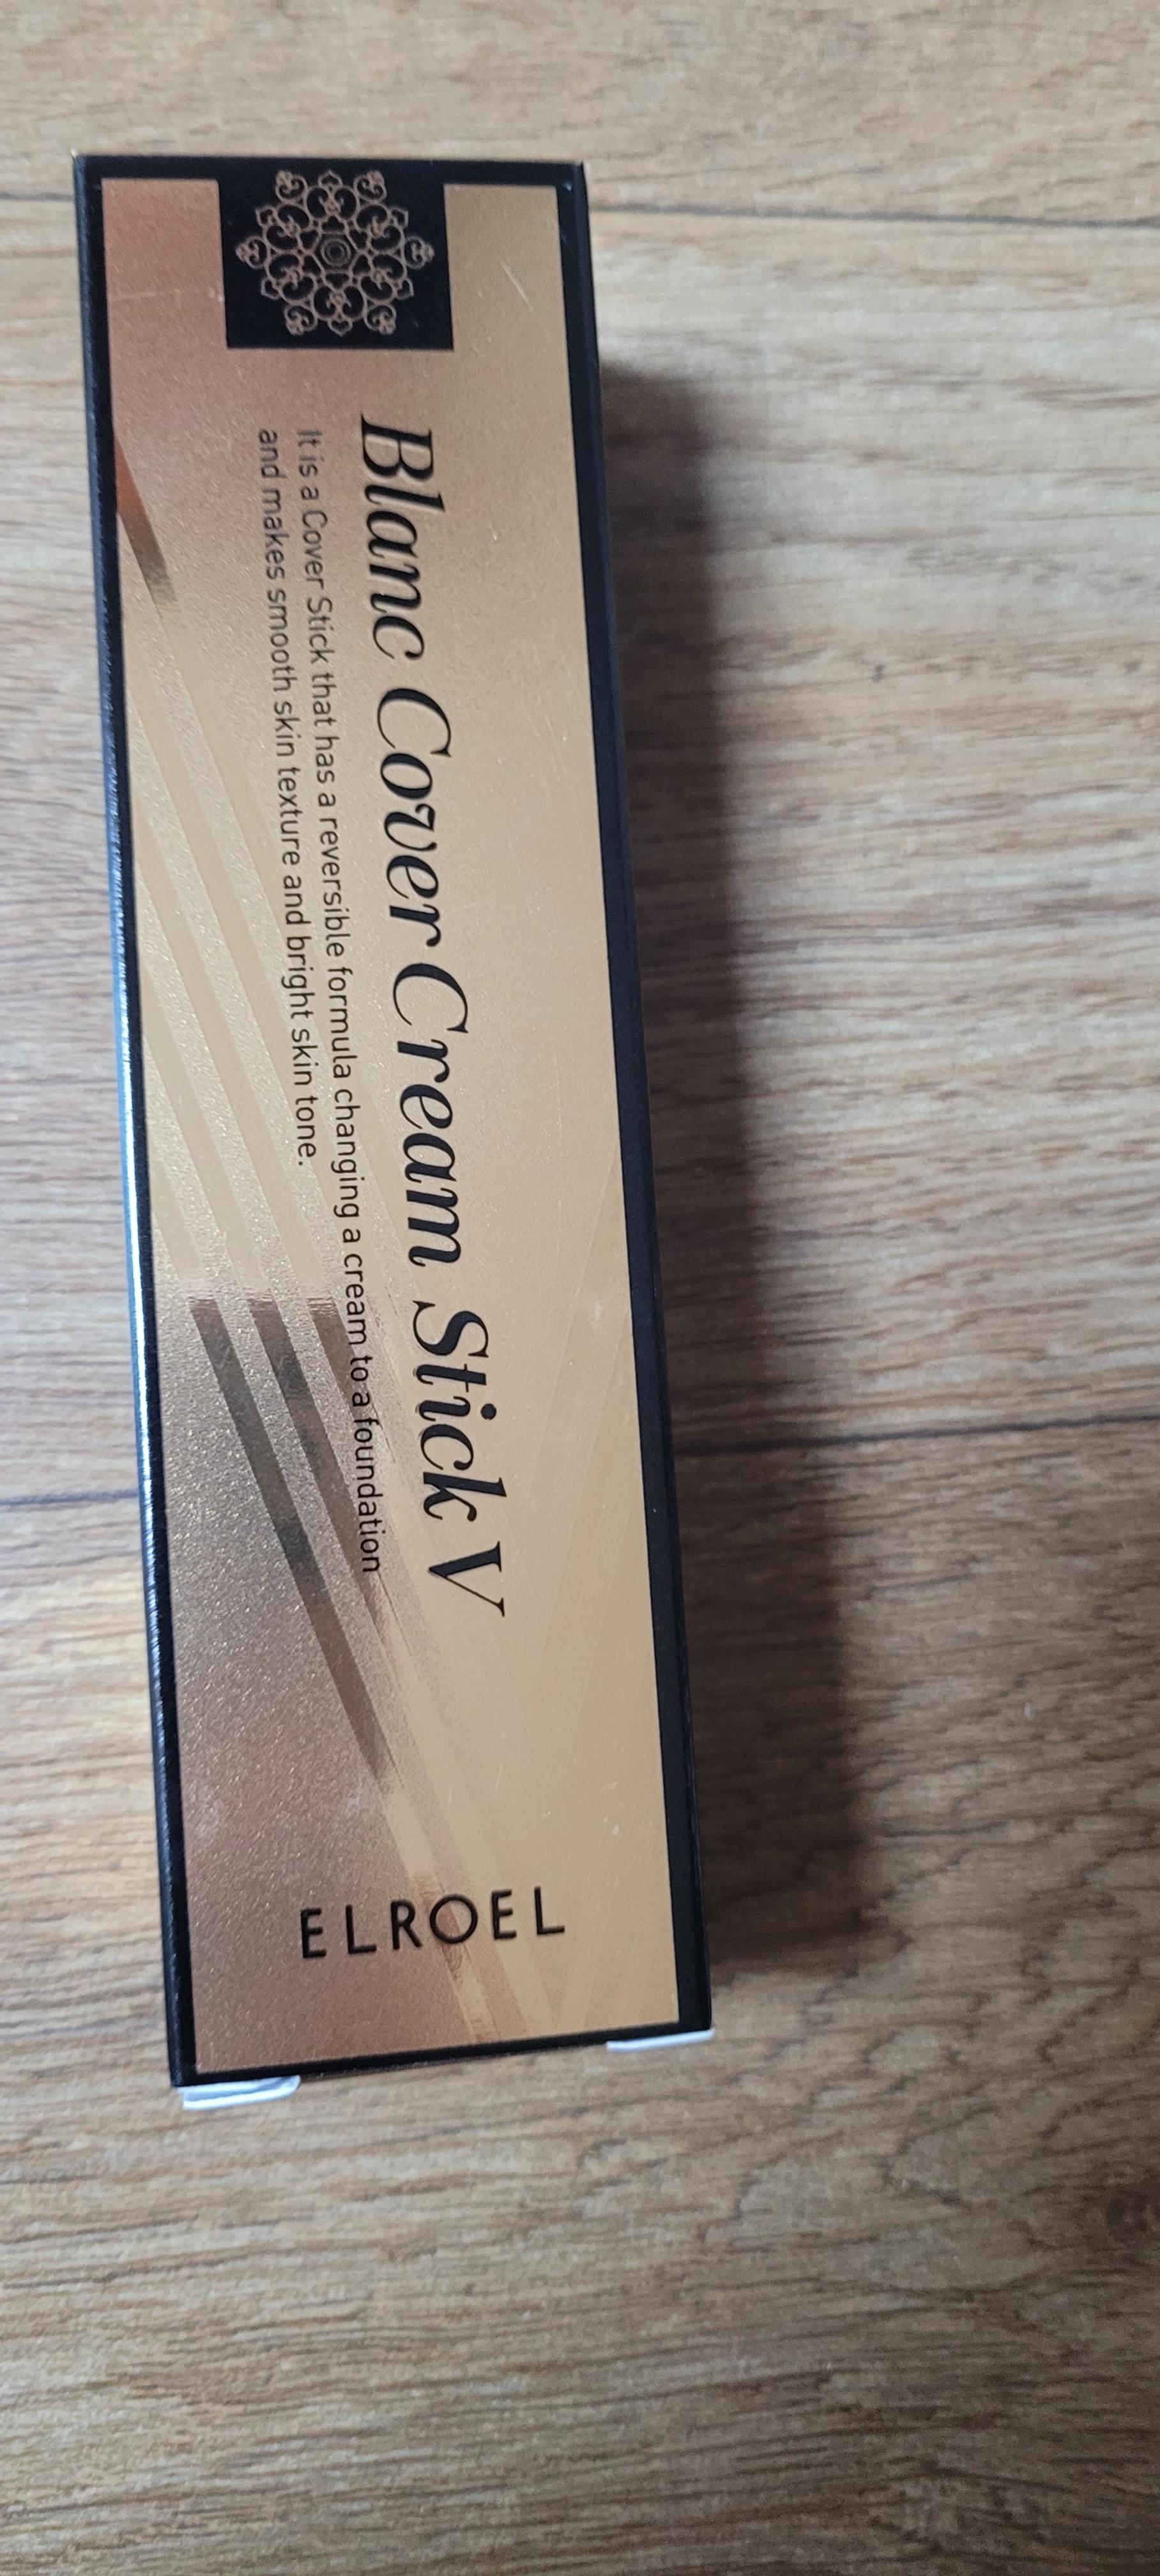 Blanc Cover Cream Stick V
It is a Cover Stick that has a reversible formula changing a cream to a foundation
and makes smooth skin texture and bright skin tone.
ELROEL